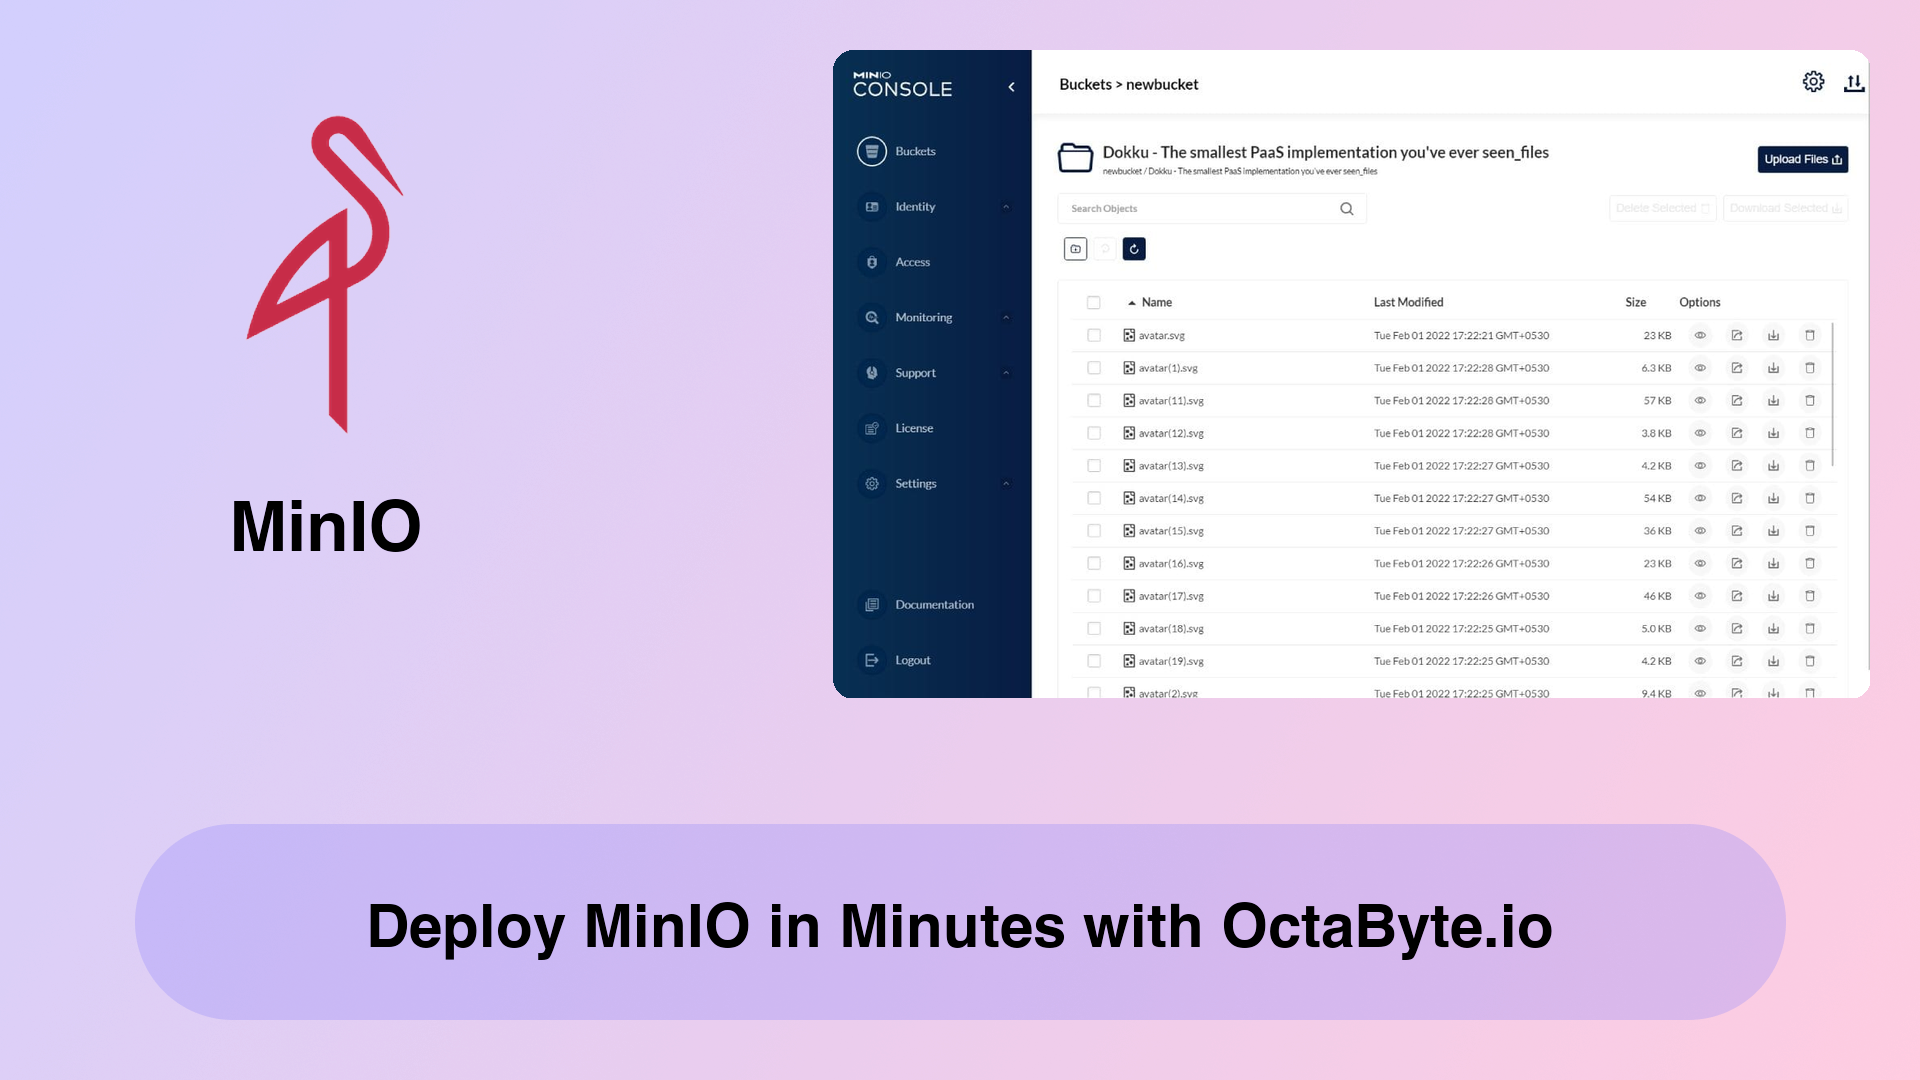 MinIO
MINIO
CONSOLE
Buckets
Identity
Access
Monitoring
Support
License
Settings
Documentation
Logout
Buckets > newbucket
Dokku - The smallest PaaS implementation you've ever seen_files
newbucket / Dokku - The smallest PaaS implementation you've ever seen_files
Upload Files
Search Objects
Delete Selected
Download Selected
Name Last Modified Size Options
avatar.svg Tue Feb 01 2022 17:22:21 GMT+0530 23 KB
avatar(1).svg Tue Feb 01 2022 17:22:28 GMT+0530 6.3 KB
avatar(11).svg Tue Feb 01 2022 17:22:28 GMT+0530 57 KB
avatar(12).svg Tue Feb 01 2022 17:22:28 GMT+0530 3.8 KB
avatar(13).svg Tue Feb 01 2022 17:22:27 GMT+0530 4.2 KB
avatar(14).svg Tue Feb 01 2022 17:22:27 GMT+0530 54 KB
avatar(15).svg Tue Feb 01 2022 17:22:27 GMT+0530 36 KB
avatar(16).svg Tue Feb 01 2022 17:22:26 GMT+0530 23 KB
avatar(17).svg Tue Feb 01 2022 17:22:26 GMT+0530 46 KB
avatar(18).svg Tue Feb 01 2022 17:22:25 GMT+0530 5.0 KB
avatar(19).svg Tue Feb 01 2022 17:22:25 GMT+0530 4.2 KB
avatar(2).svg Tue Feb 01 2022 17:22:25 GMT+0530 9.4 KB
Deploy MinIO in Minutes with OctaByte.io